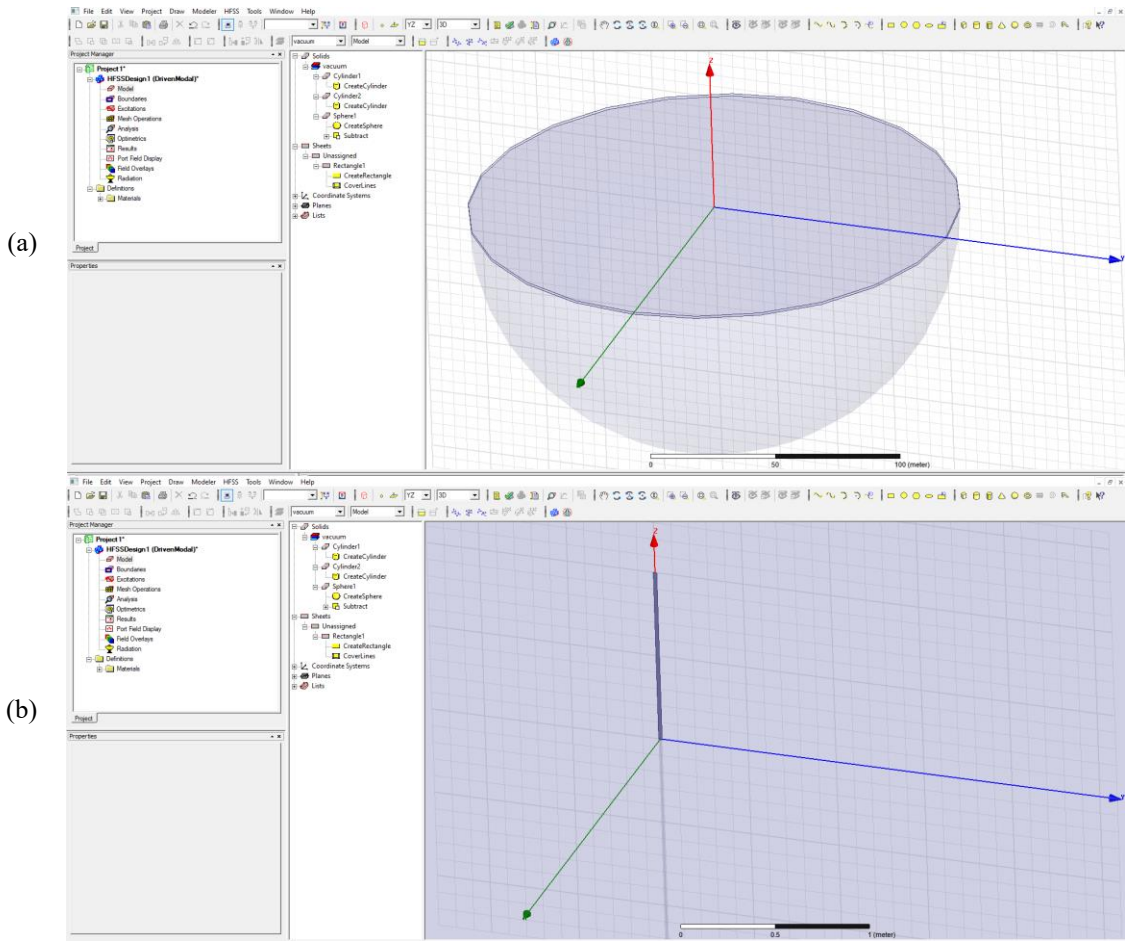 (a)
File Edit View Project Draw Modeler HFSS Tools Window Help
YZ 3D
vacuum Model
Project Manager
Project1*
HFSSDesign1 (DrivenModal)*
Model
Boundaries
Excitations
Mesh Operations
Analysis
Optimetrics
Results
Port Field Display
Field Overlays
Radiation
Definitions
Materials
Project
Properties
Solids
vacuum
Cylinder1
CreateCylinder
Cylinder2
CreateCylinder
Sphere1
CreateSphere
Subtract
Sheets
Unassigned
Rectangle1
CreateRectangle
CoverLines
Coordinate Systems
Planes
Lists
Z
Y
0 50 100 (meter)
(b)
File Edit View Project Draw Modeler HFSS Tools Window Help
YZ 3D
vacuum Model
Project Manager
Project1*
HFSSDesign1 (DrivenModal)*
Model
Boundaries
Excitations
Mesh Operations
Analysis
Optimetrics
Results
Port Field Display
Field Overlays
Radiation
Definitions
Materials
Project
Properties
Solids
vacuum
Cylinder1
CreateCylinder
Cylinder2
CreateCylinder
Sphere1
CreateSphere
Subtract
Sheets
Unassigned
Rectangle1
CreateRectangle
CoverLines
Coordinate Systems
Planes
Lists
Z
Y
0 0.5 1 (meter)